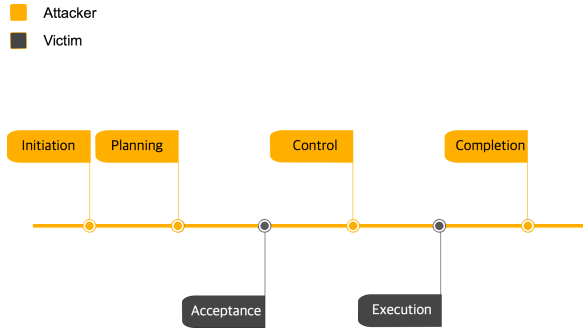 Attacker
Victim
Initiation
Planning
Control
Completion
Acceptance
Execution